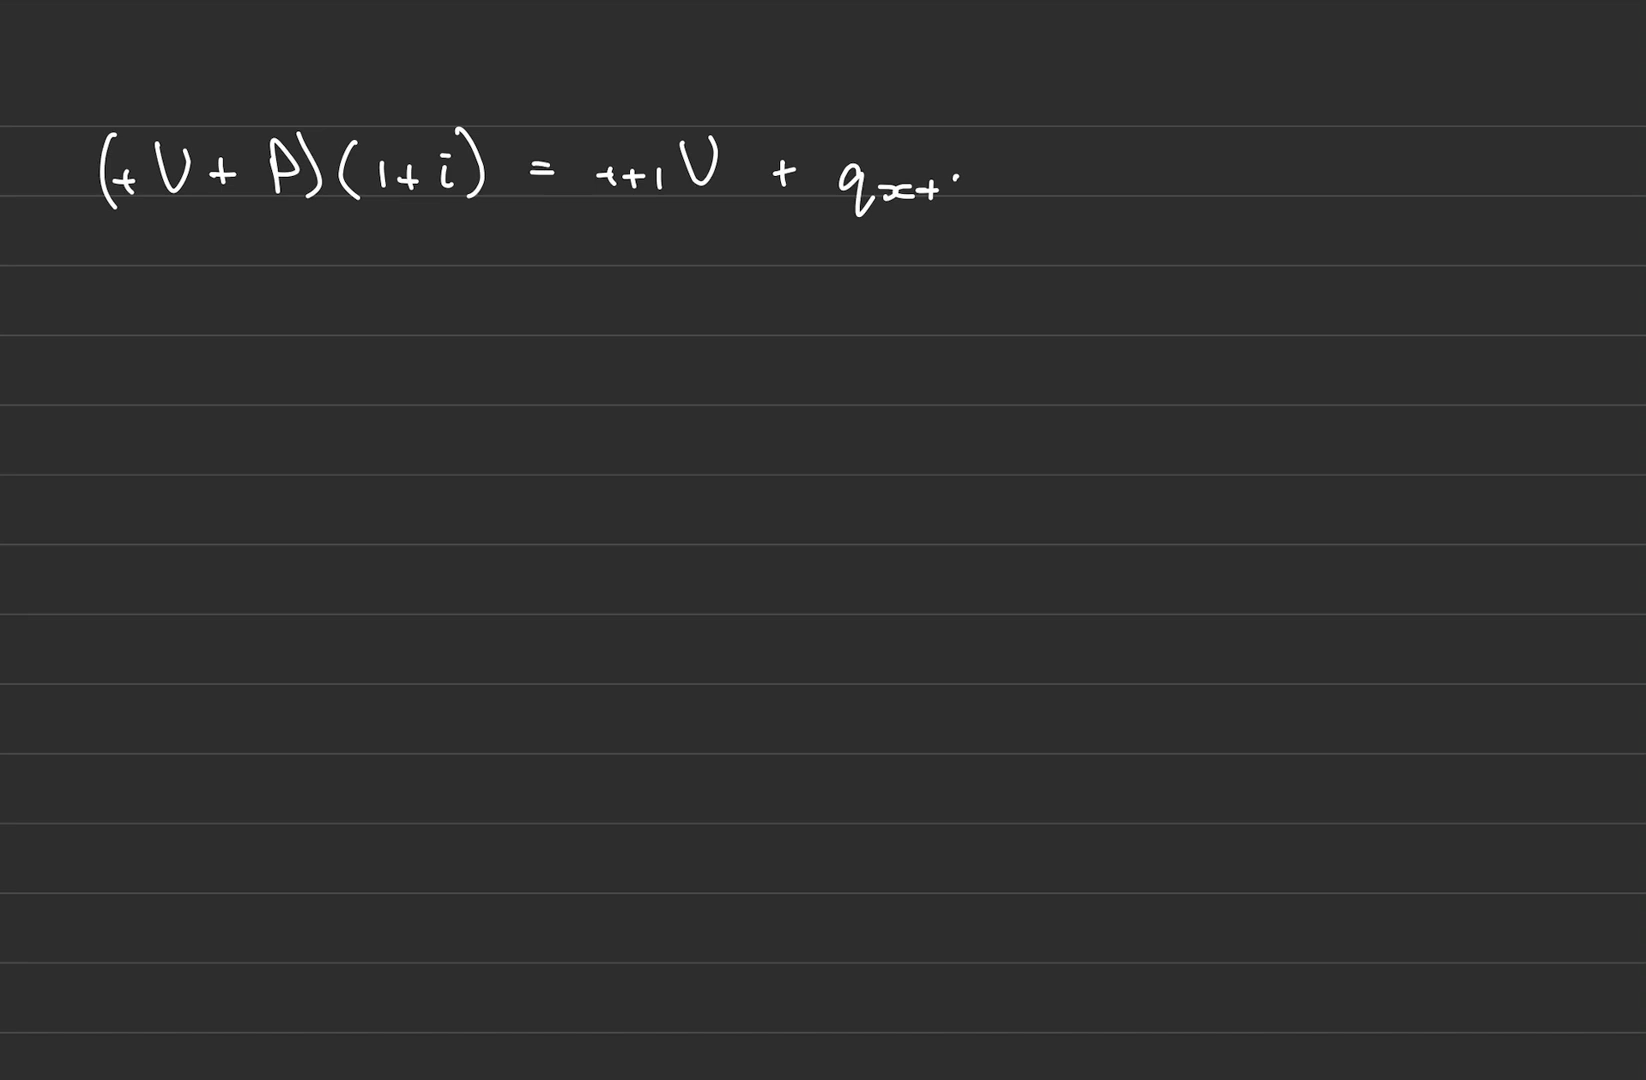 (ₜV + P)(1+i) = ₜ₊₁V + qₓ₊.